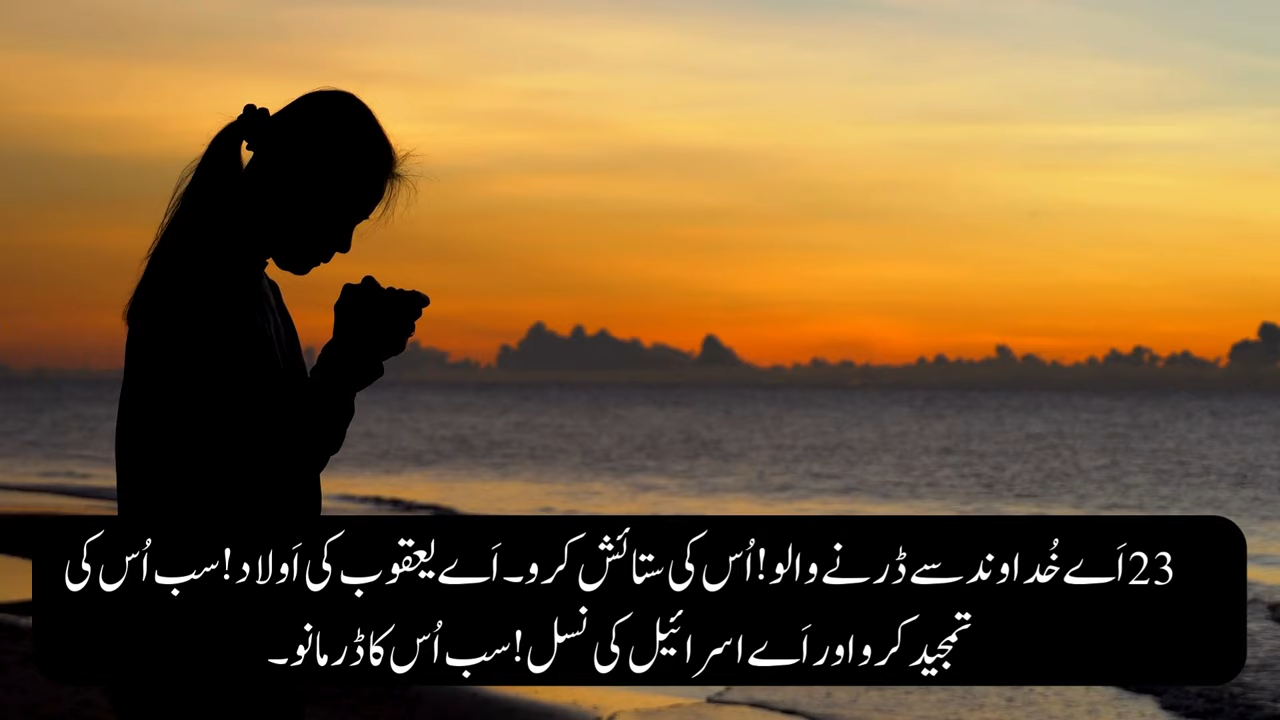 23اَے خُداوند سے ڈرنے والو!اُس کی ستائش کرو۔اَے یعقوب کی اَولاد!سب اُس کی
تمجید کرو اور اَے اسرائیل کی نسل!سب اُس کا ڈر مانو۔